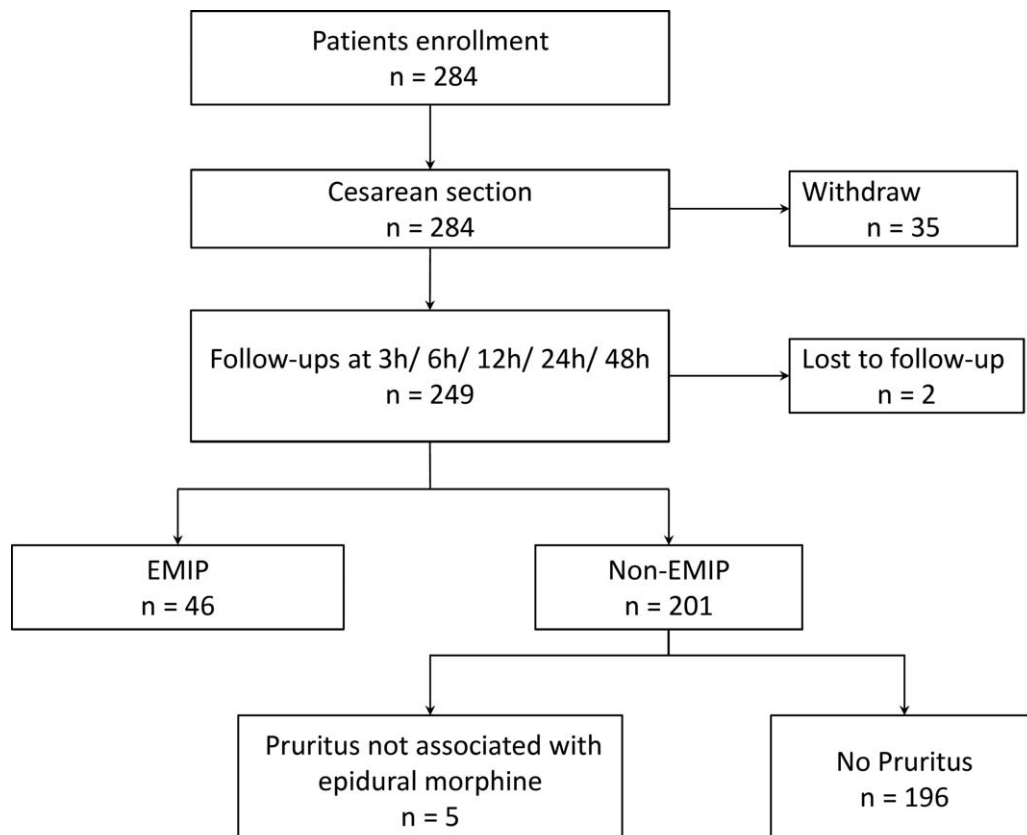 Patients enrollment
n = 284
Cesarean section
n = 284
Withdraw
n = 35
Follow-ups at 3h/ 6h/ 12h/ 24h/ 48h
n = 249
Lost to follow-up
n = 2
EMIP
n = 46
Non-EMIP
n = 201
Pruritus not associated with
epidural morphine
n = 5
No Pruritus
n = 196